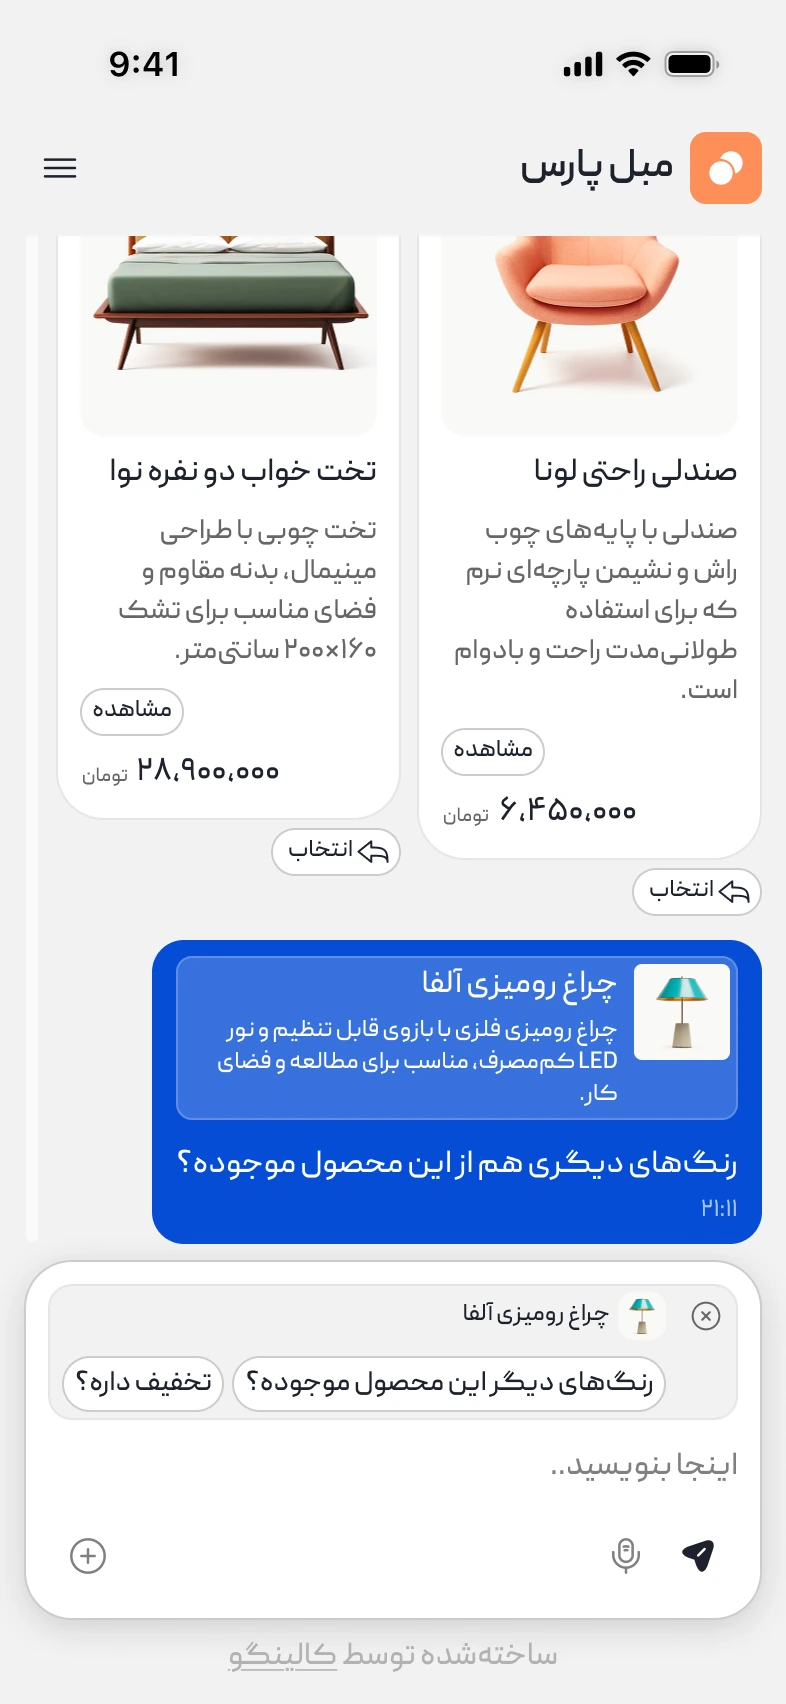 9:41
مبل پارس
صندلی راحتی لونا
صندلی با پایه‌های چوب
راش و نشیمن پارچه‌ای نرم
که برای استفاده
طولانی‌مدت راحت و بادوام
است.
مشاهده
۶،۴۵۰،۰۰۰ تومان
انتخاب
تخت خواب دو نفره نوا
تخت چوبی با طراحی
مینیمال، بدنه مقاوم و
فضای مناسب برای تشک
۱۶۰×۲۰۰ سانتی‌متر.
مشاهده
۲۸،۹۰۰،۰۰۰ تومان
انتخاب
چراغ رومیزی آلفا
چراغ رومیزی فلزی با بازوی قابل تنظیم و نور
LED کم‌مصرف، مناسب برای مطالعه و فضای
کار.
رنگ‌های دیگری هم از این محصول موجوده؟
۲۱:۱۱
چراغ رومیزی آلفا
رنگ‌های دیگر این محصول موجوده؟
تخفیف داره؟
اینجا بنویسید..
ساخته‌شده توسط کالینگو